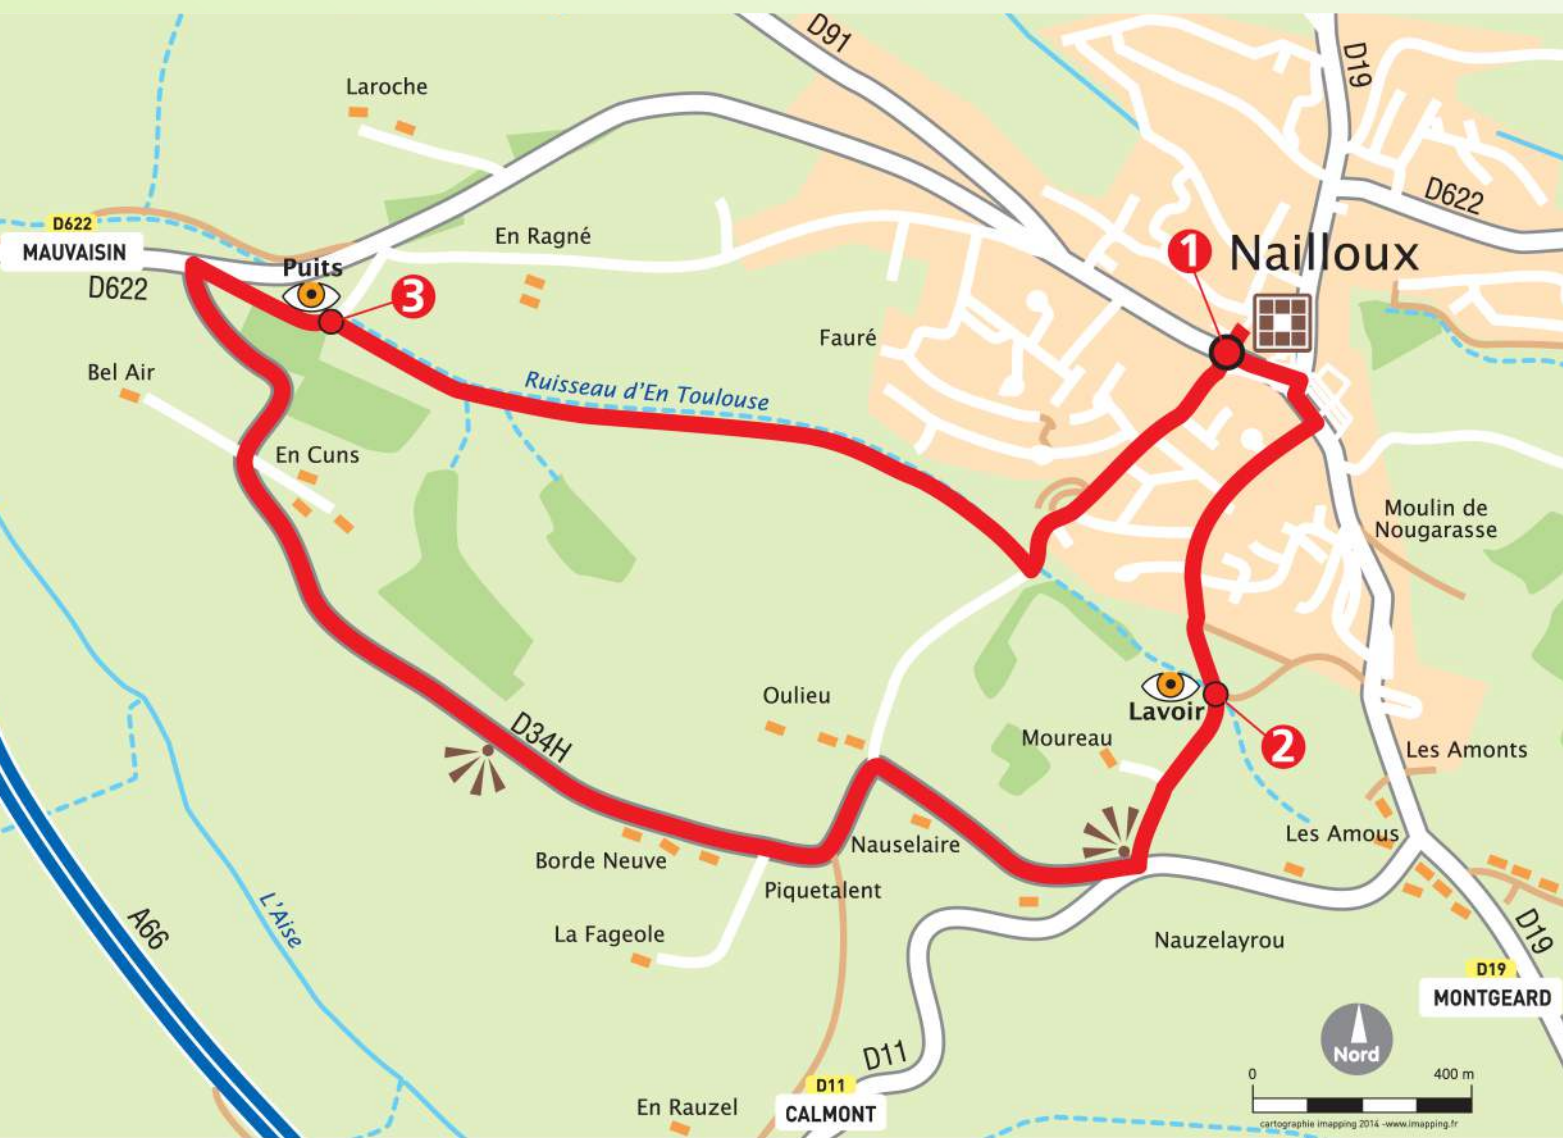 D91
D19
Laroche
D622
D622
MAUVAISIN
D622
En Ragné
Puits
3
1
Nailloux
Fauré
Bel Air
Ruisseau d'En Toulouse
En Cuns
Moulin de
Nougarasse
Oulieu
Lavoir
2
Moureau
D34H
Les Amonts
Les Amous
Nauselaire
Borde Neuve
Piquetalent
La Fageole
L'Aise
A66
Nauzelayrou
D19
D19
MONTGEARD
Nord
D11
0
400 m
D11
CALMONT
En Rauzel
cartographie imapping 2014 -www.imapping.fr